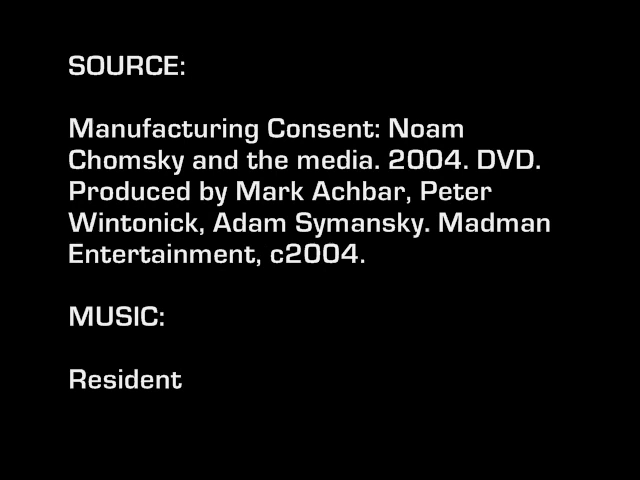 SOURCE:
Manufacturing Consent: Noam
Chomsky and the media. 2004. DVD.
Produced by Mark Achbar, Peter
Wintonick, Adam Symansky. Madman
Entertainment, c2004.
MUSIC:
Resident